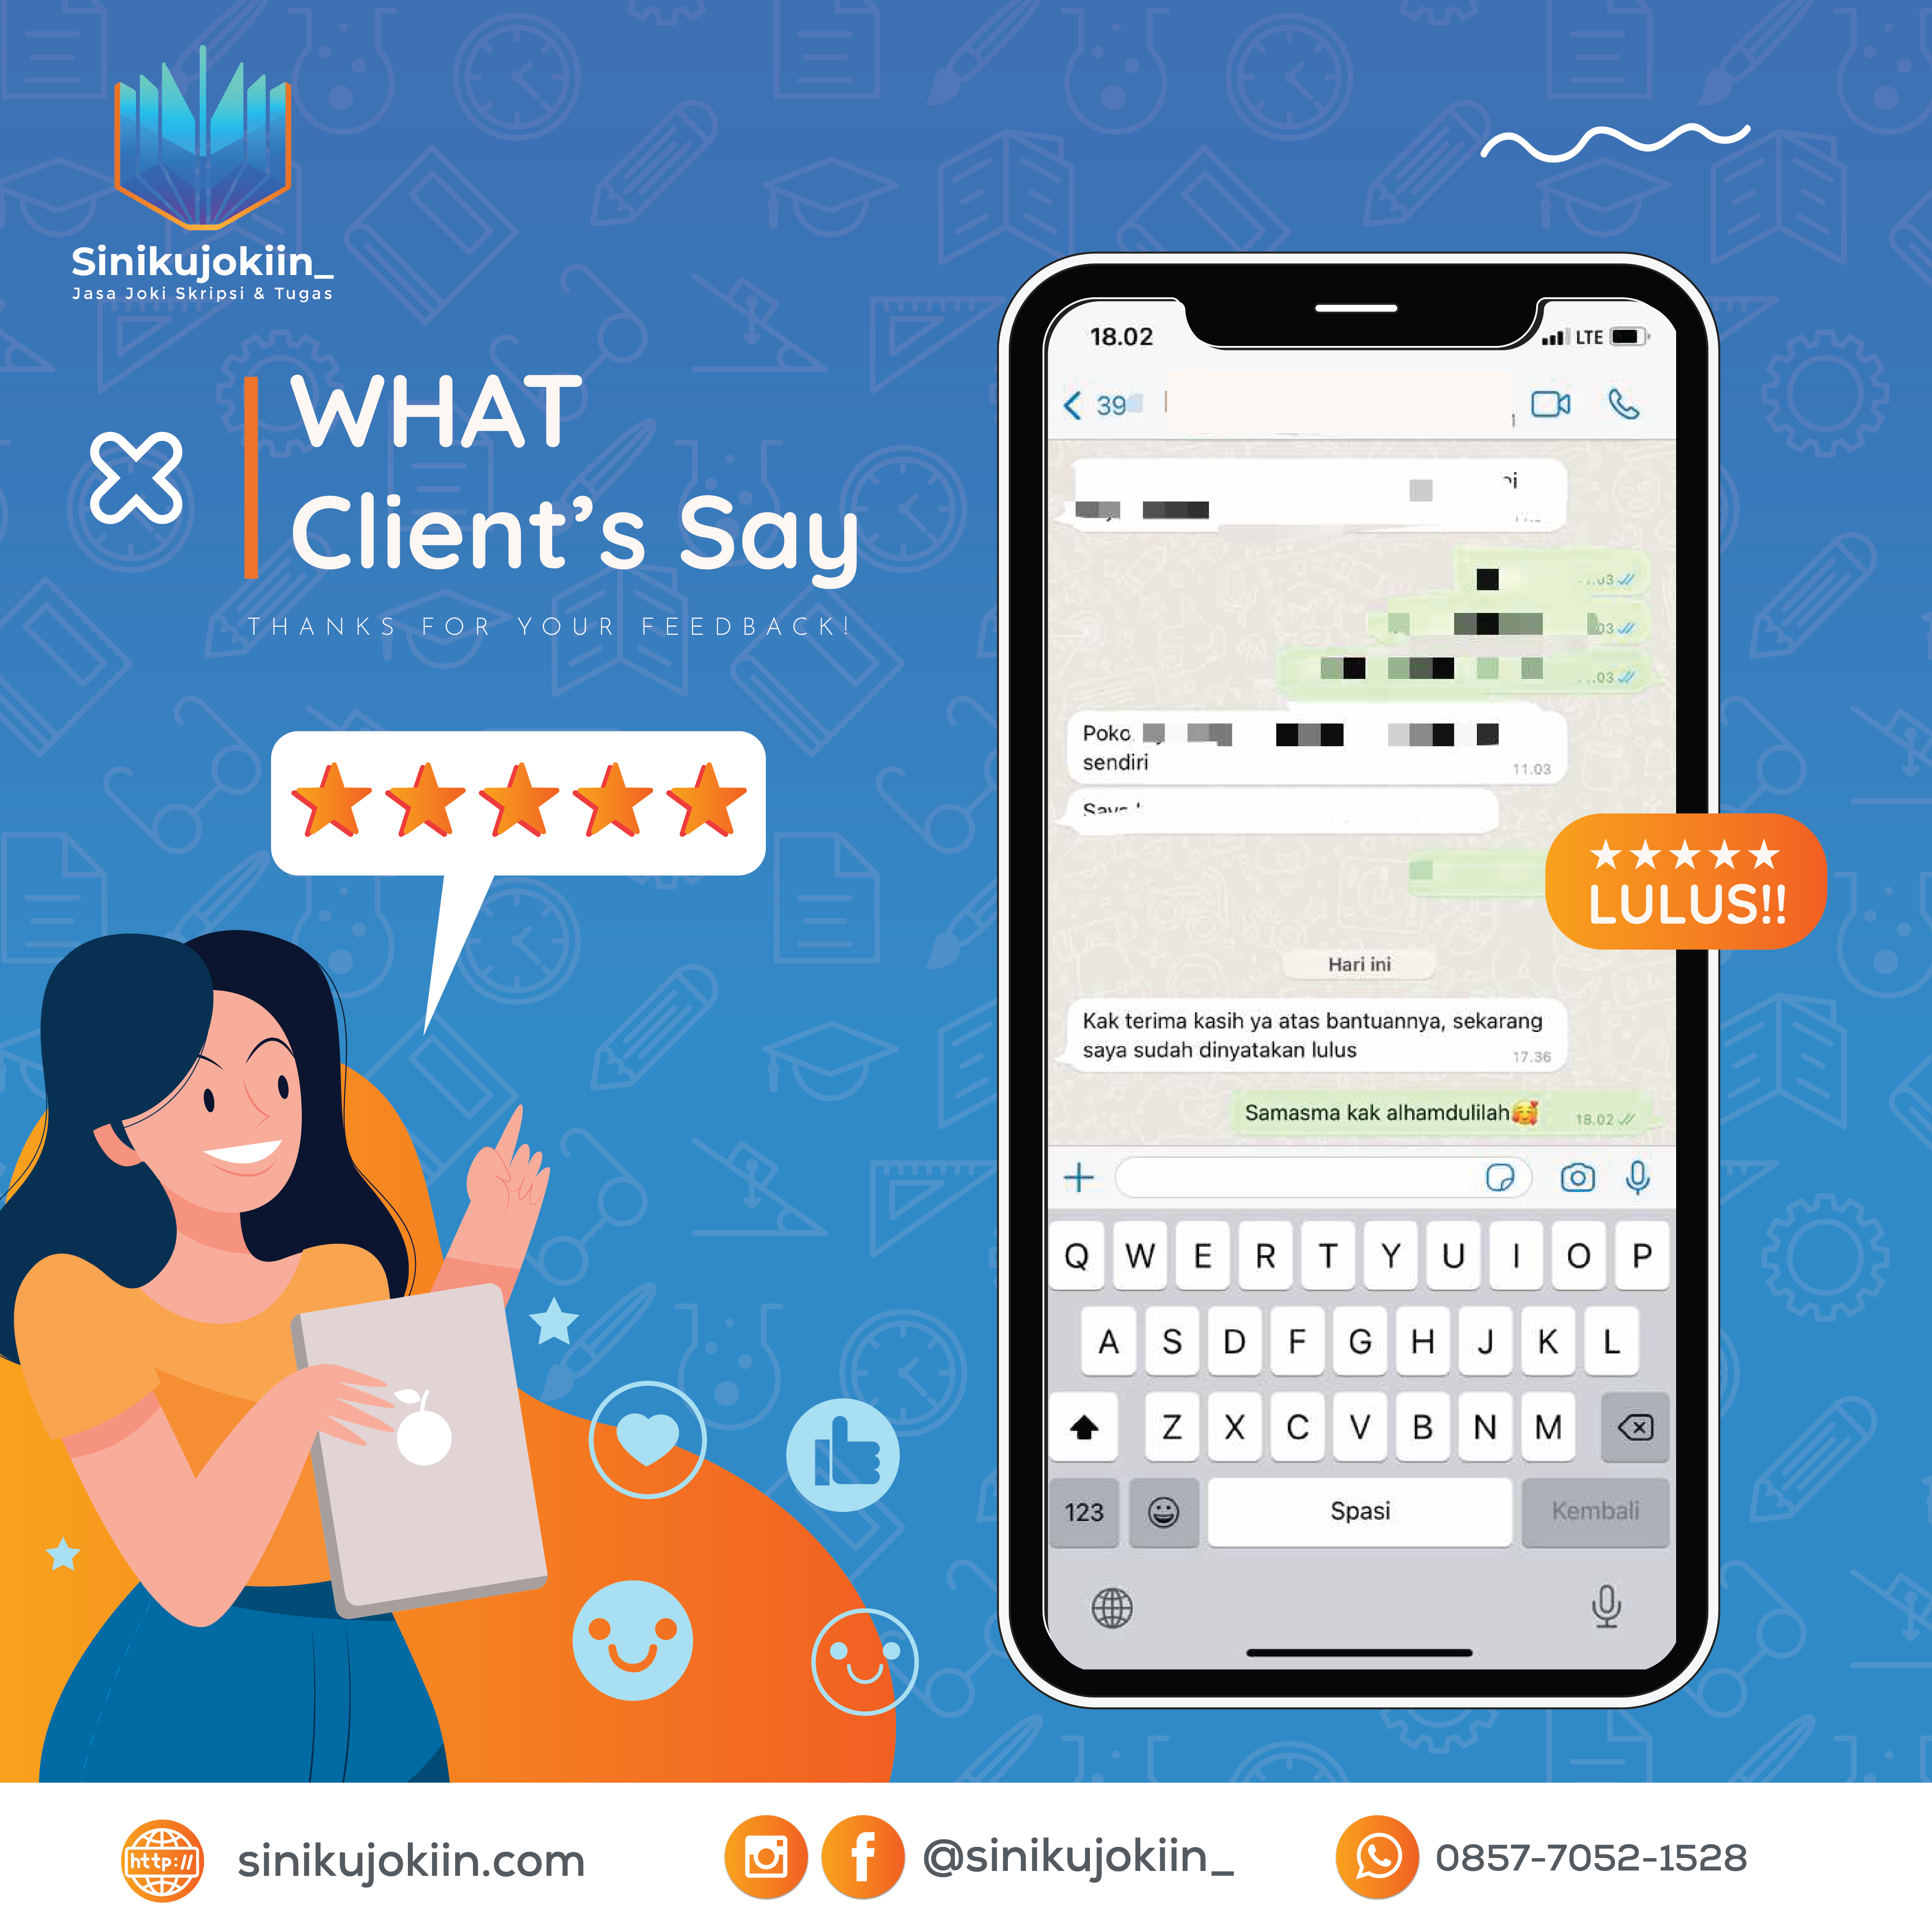 Sinikujokiin_
Jasa Joki Skripsi & Tugas
WHAT
Client's Say
THANKS FOR YOUR FEEDBACK!
18.02
LTE
39
sendiri
11.03
★★★★★
LULUS!!
Hari ini
Kak terima kasih ya atas bantuannya, sekarang
saya sudah dinyatakan lulus
17.36
Samasma kak alhamdulilah🥰
18.02
Q W E R T Y U I O P
A S D F G H J K L
Z X C V B N M
123
Spasi
Kembali
http://
sinikujokiin.com
@sinikujokiin_
0857-7052-1528